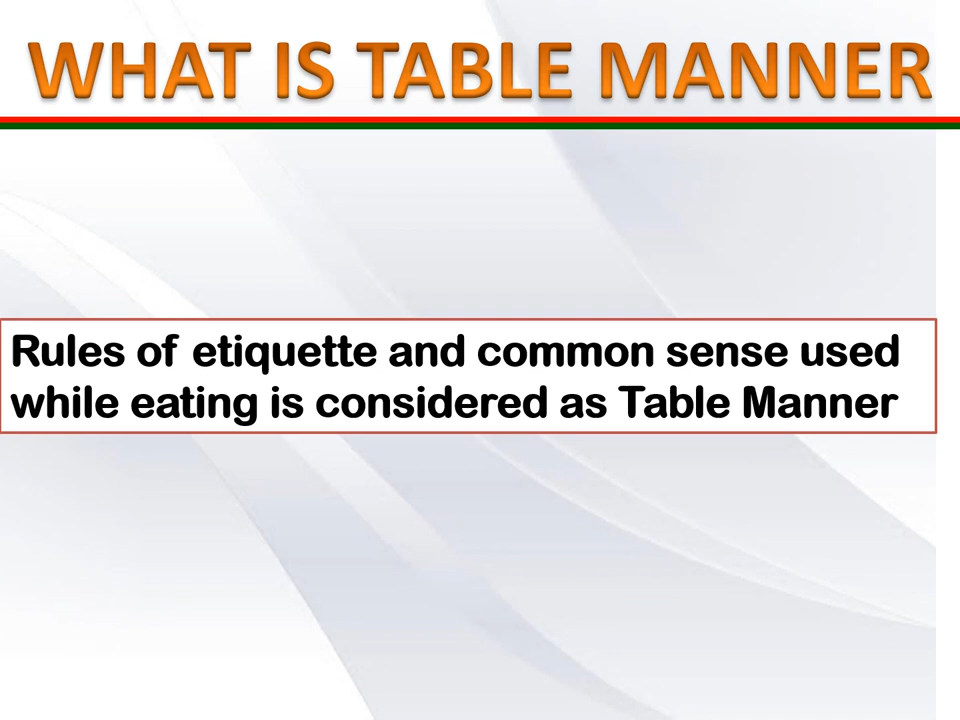 WHAT IS TABLE MANNER
Rules of etiquette and common sense used
while eating is considered as Table Manner